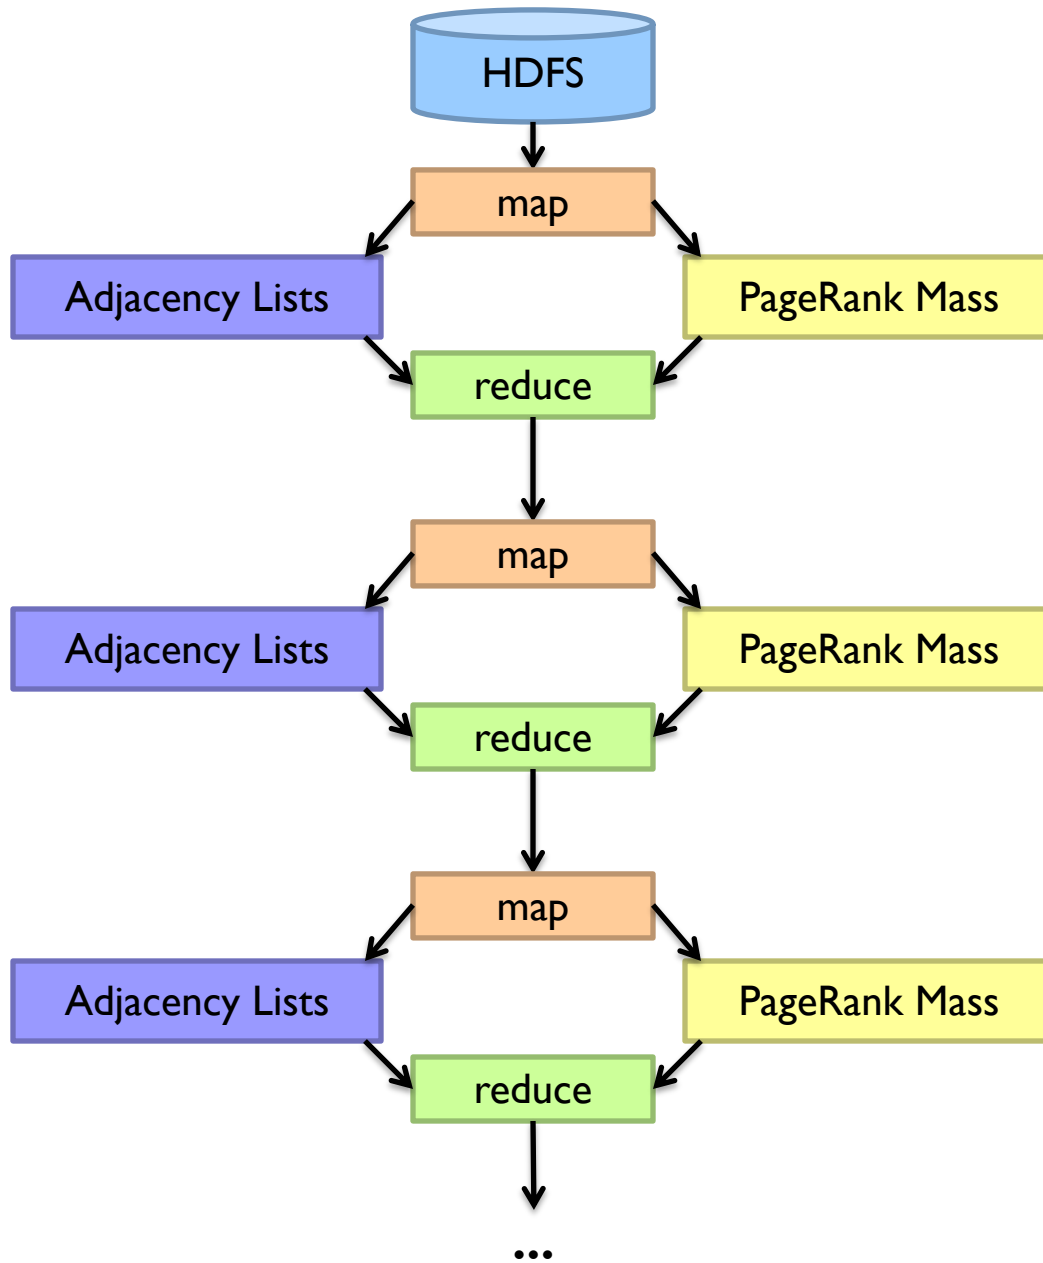 HDFS
map
Adjacency Lists
PageRank Mass
reduce
map
Adjacency Lists
PageRank Mass
reduce
map
Adjacency Lists
PageRank Mass
reduce
...